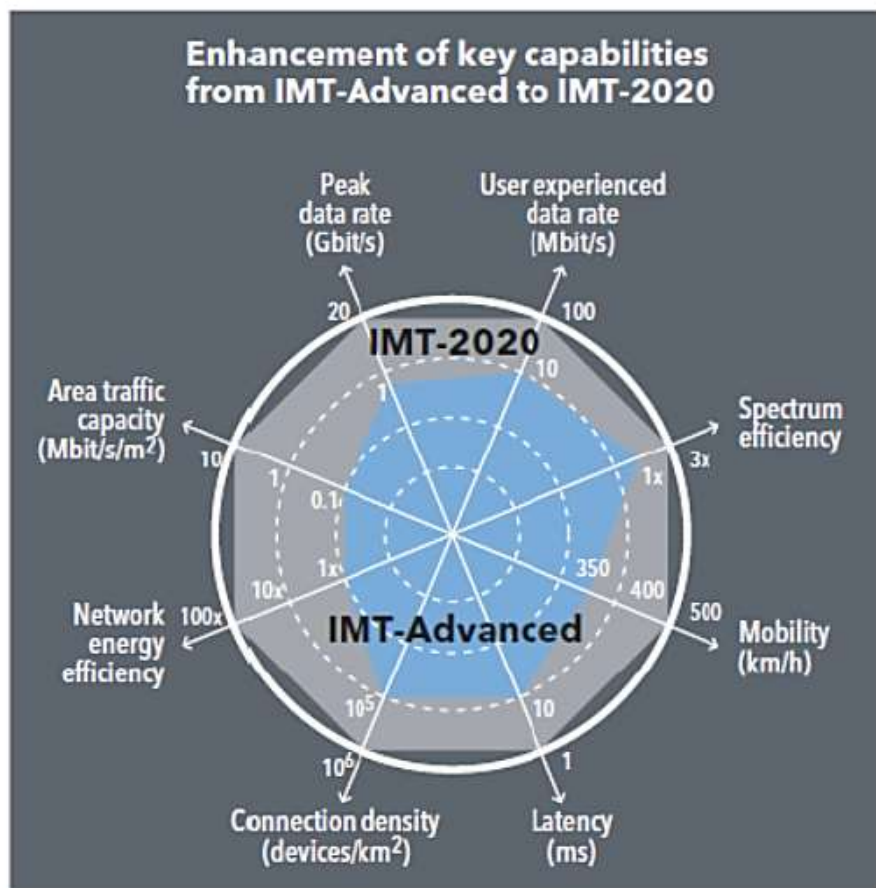 Enhancement of key capabilities
from IMT-Advanced to IMT-2020
Peak
data rate
(Gbit/s)
User experienced
data rate
(Mbit/s)
20
100
IMT-2020
1
10
Area traffic
capacity
(Mbit/s/m²)
Spectrum
efficiency
10
1
0.1
1x
3x
1x
10x
100x
350
400
500
Network
energy
efficiency
IMT-Advanced
Mobility
(km/h)
10⁵
10
10⁶
1
Connection density
(devices/km²)
Latency
(ms)